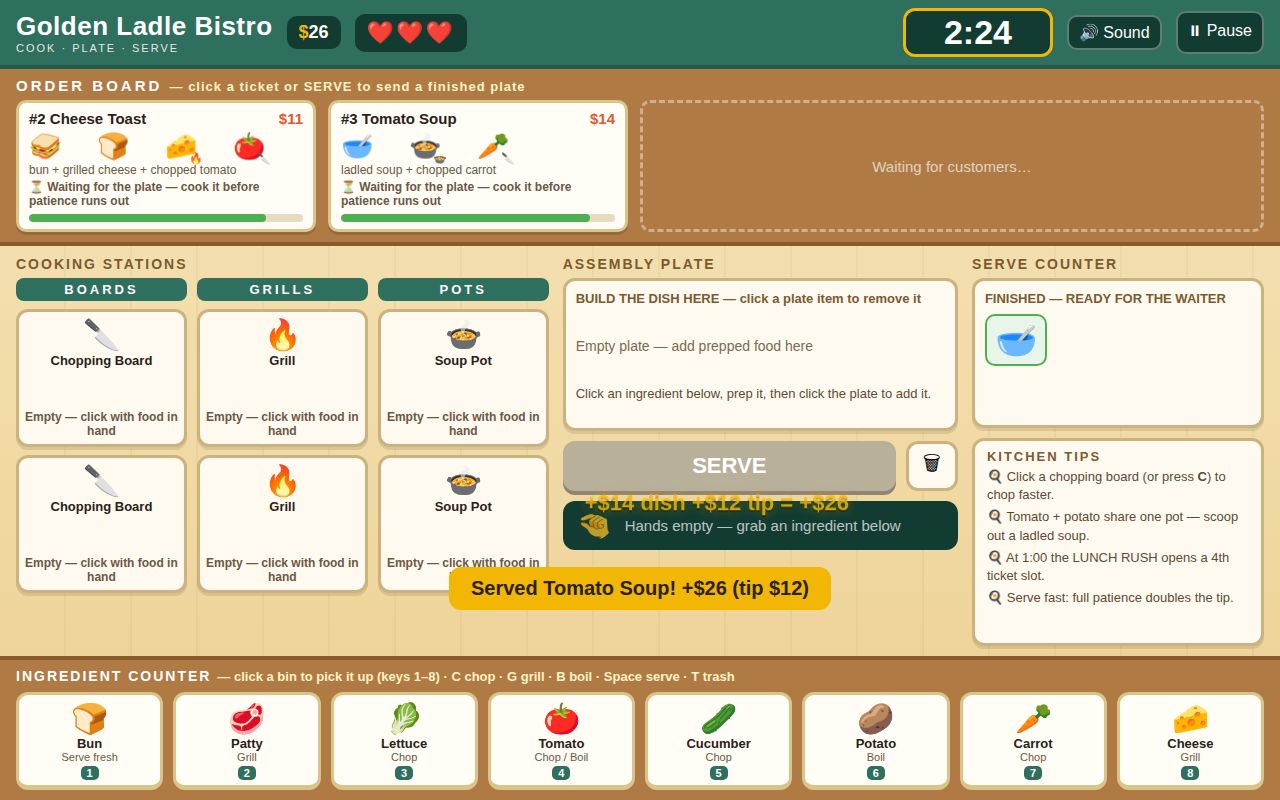 Golden Ladle Bistro
COOK · PLATE · SERVE
$26
2:24
Sound
Pause
ORDER BOARD — click a ticket or SERVE to send a finished plate
#2 Cheese Toast $11
bun + grilled cheese + chopped tomato
Waiting for the plate — cook it before
patience runs out
#3 Tomato Soup $14
ladled soup + chopped carrot
Waiting for the plate — cook it before
patience runs out
Waiting for customers…
COOKING STATIONS
BOARDS
GRILLS
POTS
Chopping Board
Empty — click with food in
hand
Grill
Empty — click with food in
hand
Soup Pot
Empty — click with food in
hand
Chopping Board
Empty — click with food in
hand
Grill
Empty — click with food in
hand
Soup Pot
Empty — click with food in
ASSEMBLY PLATE
BUILD THE DISH HERE — click a plate item to remove it
Empty plate — add prepped food here
Click an ingredient below, prep it, then click the plate to add it.
SERVE
+$14 dish +$12 tip = +$26
Hands empty — grab an ingredient below
Served Tomato Soup! +$26 (tip $12)
SERVE COUNTER
FINISHED — READY FOR THE WAITER
KITCHEN TIPS
Click a chopping board (or press C) to
chop faster.
Tomato + potato share one pot — scoop
out a ladled soup.
At 1:00 the LUNCH RUSH opens a 4th
ticket slot.
Serve fast: full patience doubles the tip.
INGREDIENT COUNTER — click a bin to pick it up (keys 1–8) · C chop · G grill · B boil · Space serve · T trash
Bun
Serve fresh
1
Patty
Grill
2
Lettuce
Chop
3
Tomato
Chop / Boil
4
Cucumber
Chop
5
Potato
Boil
6
Carrot
Chop
7
Cheese
Grill
8